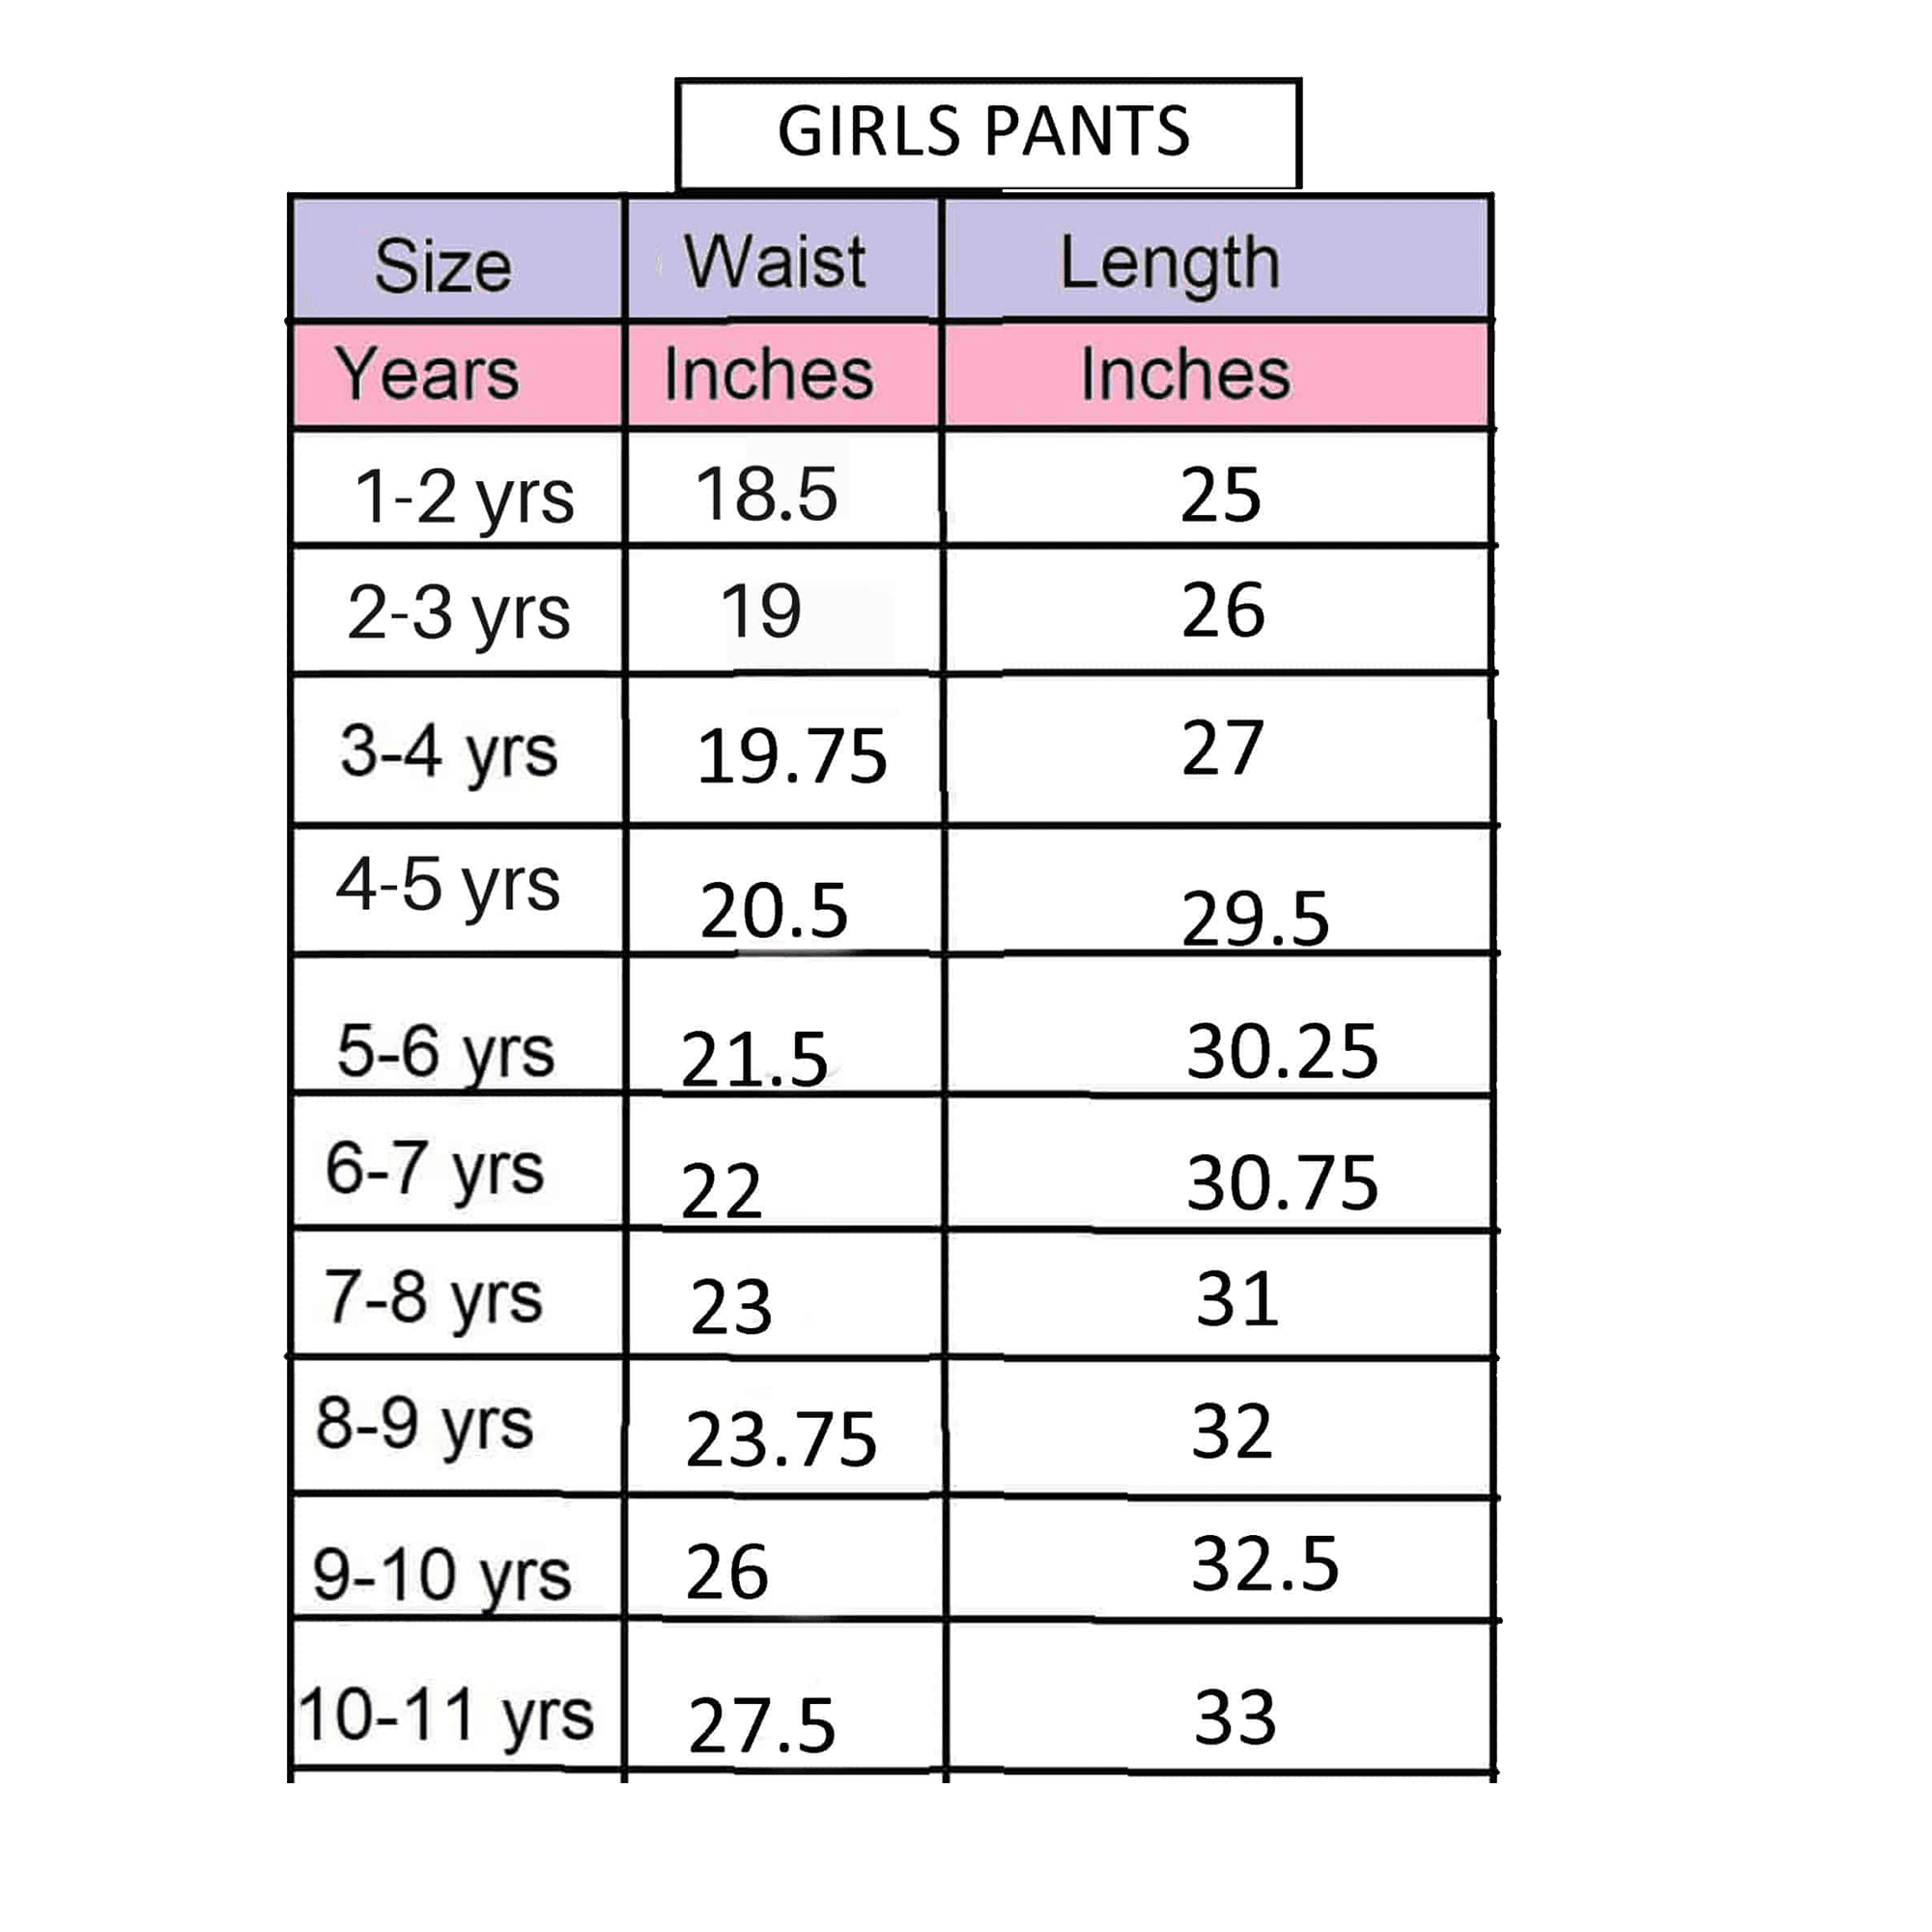 GIRLS PANTS
Size Waist Length
Years Inches Inches
1-2 yrs 18.5 25
2-3 yrs 19 26
3-4 yrs 19.75 27
4-5 yrs 20.5 29.5
5-6 yrs 21.5 30.25
6-7 yrs 22 30.75
7-8 yrs 23 31
8-9 yrs 23.75 32
9-10 yrs 26 32.5
10-11 yrs 27.5 33